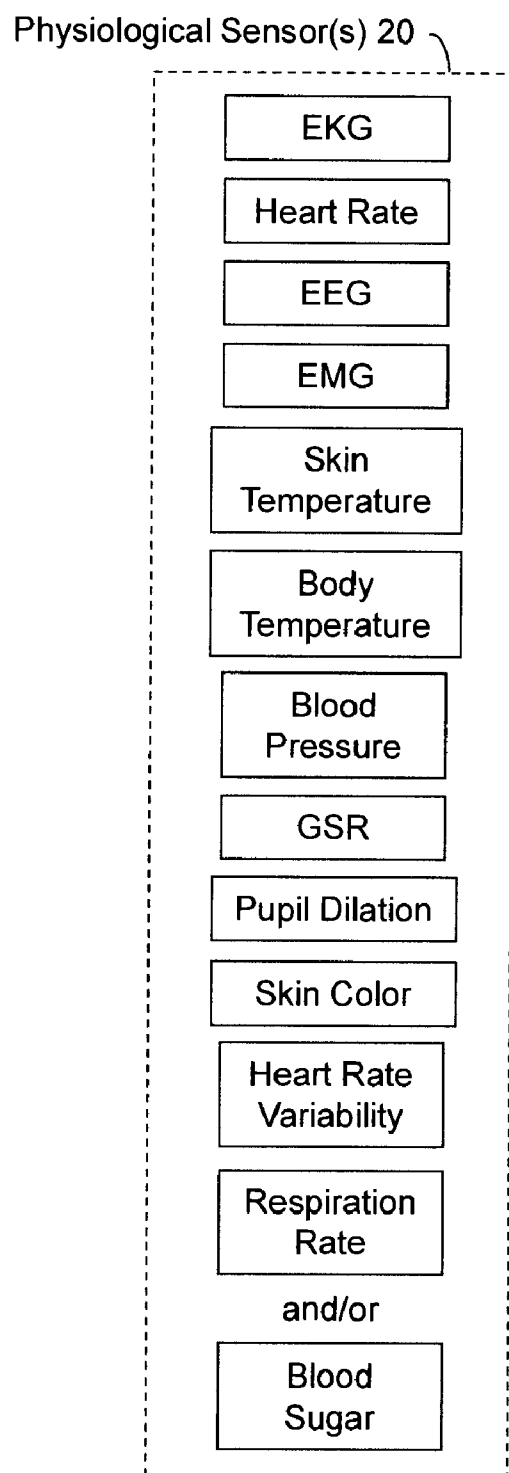 Physiological Sensor(s) 20
EKG
Heart Rate
EEG
EMG
Skin
Temperature
Body
Temperature
Blood
Pressure
GSR
Pupil Dilation
Skin Color
Heart Rate
Variability
Respiration
Rate
and/or
Blood
Sugar